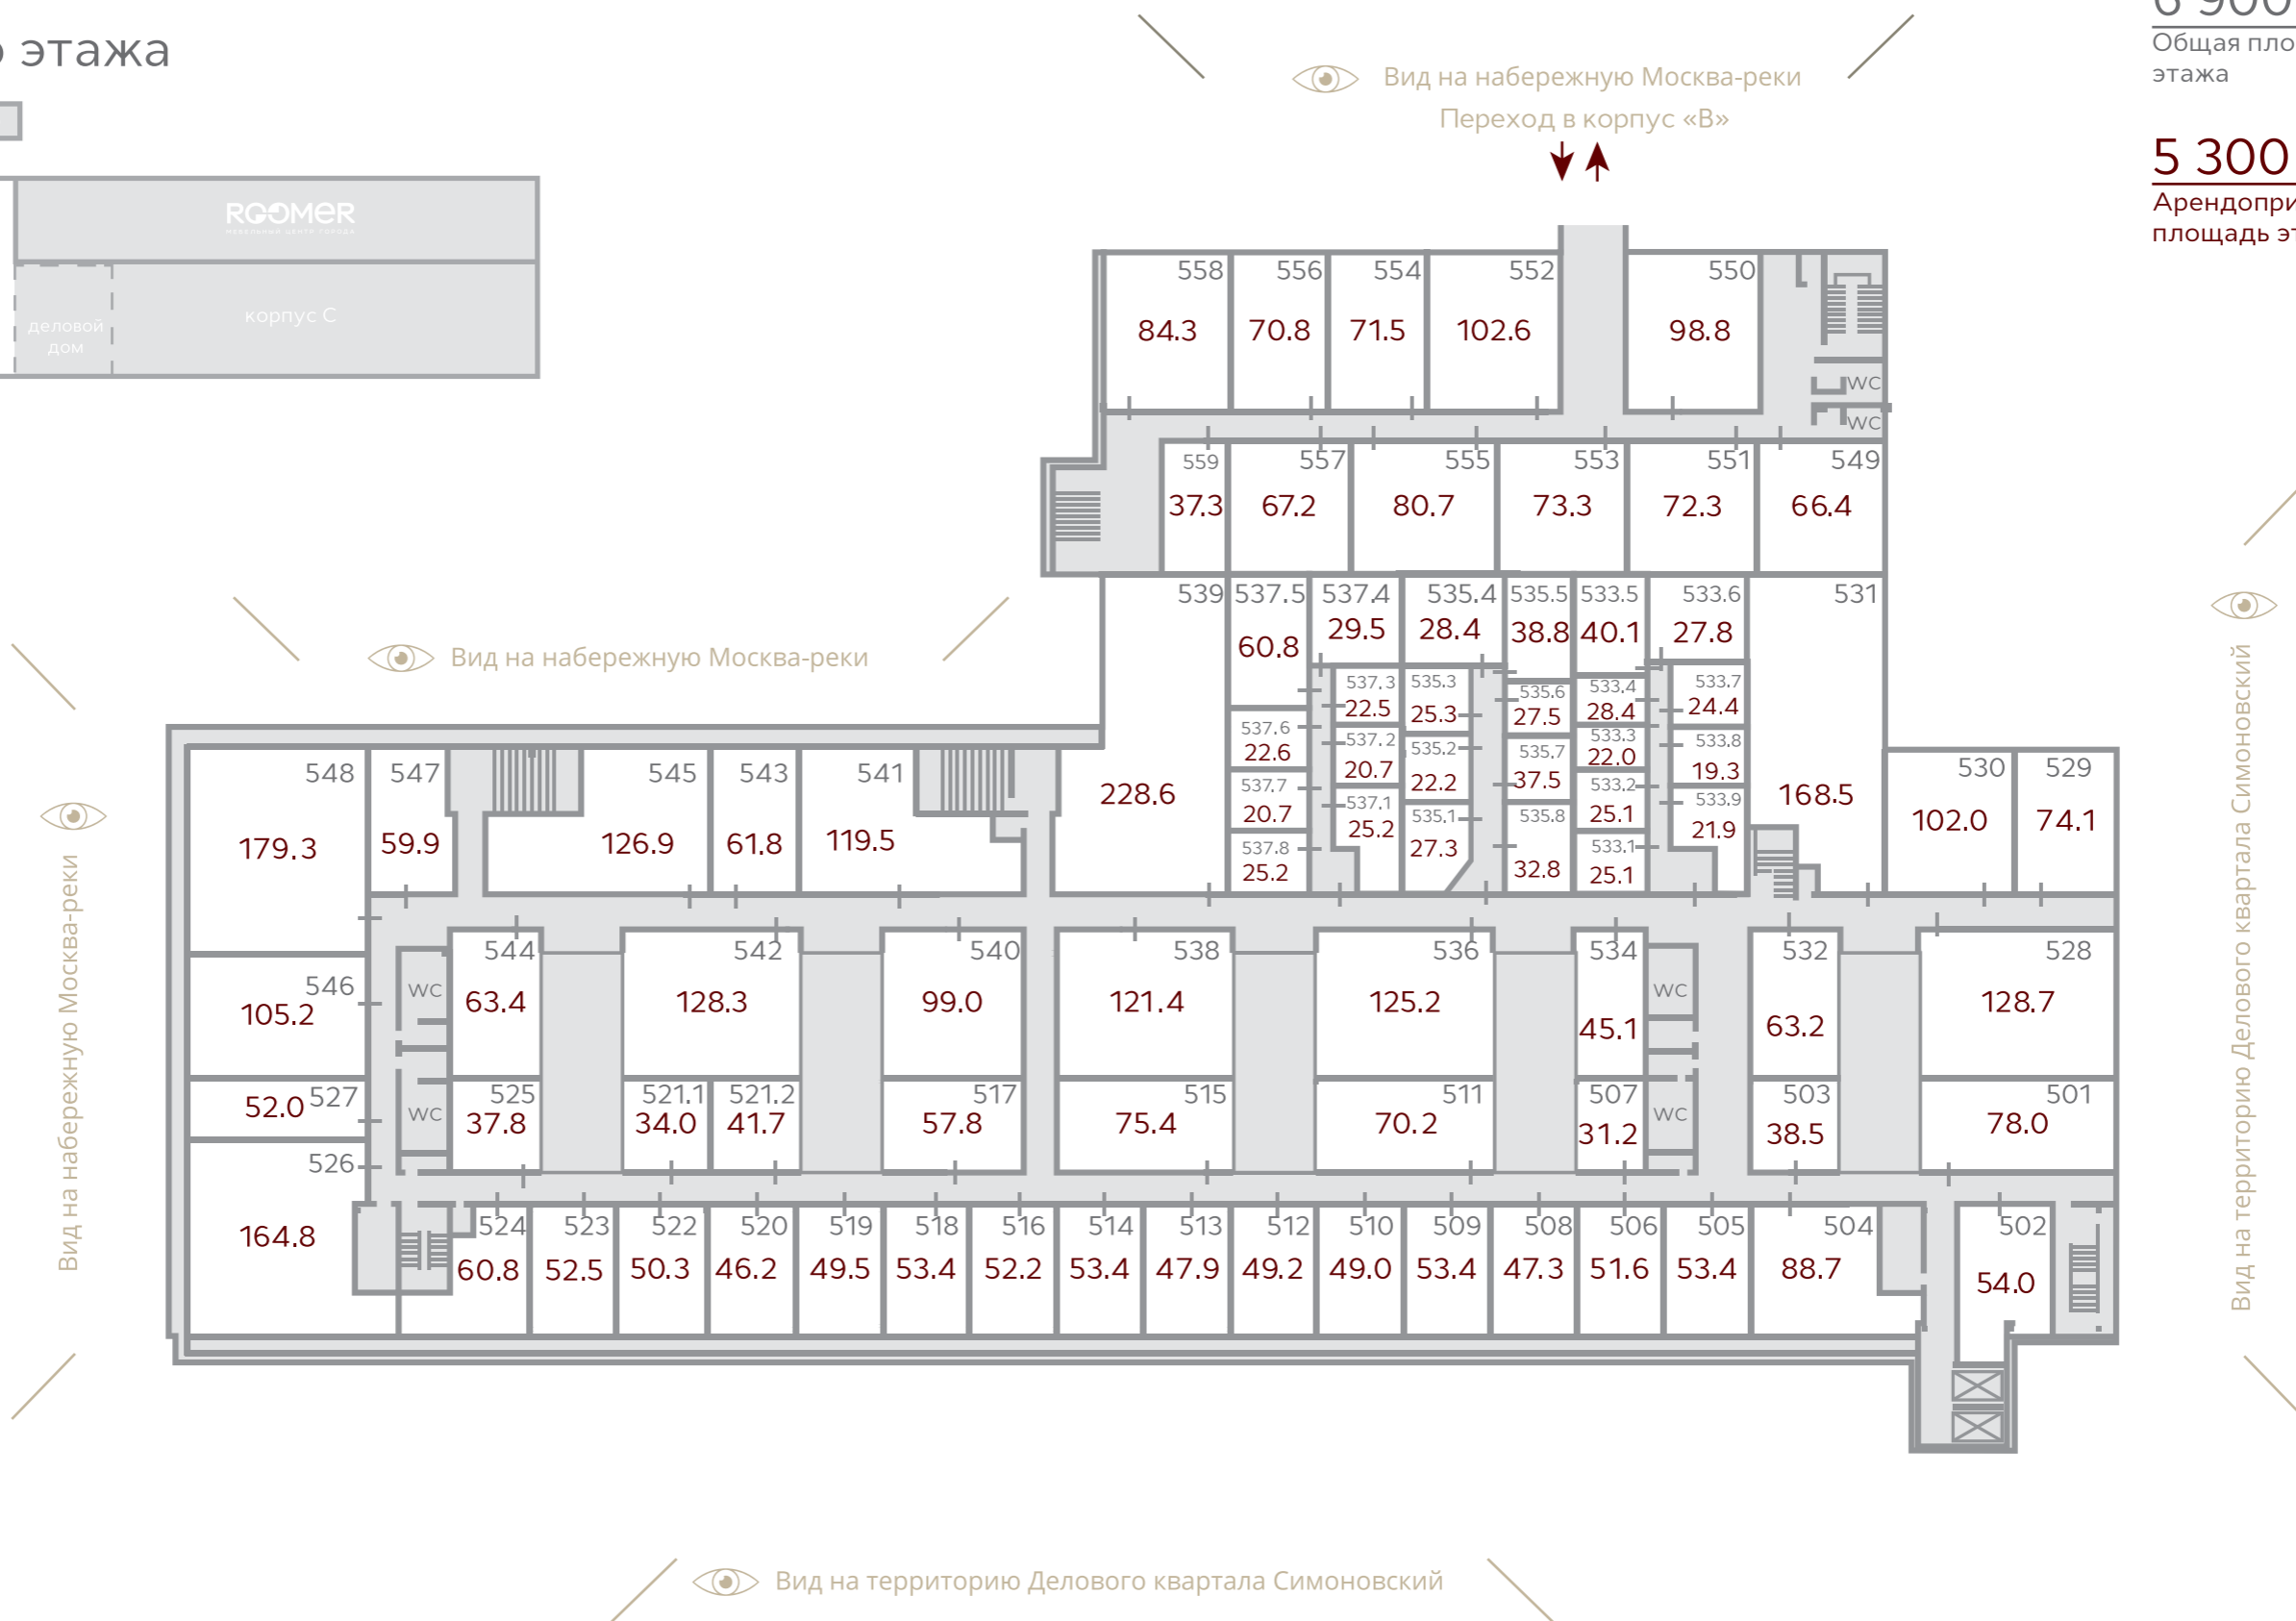 этажа
6 900
Общая
этажа
5 300
площадь
Вид на набережную Москва-реки
Переход в корпус «В»
ROOMER
МЕБЕЛЬНЫЙ ЦЕНТР ГОРОДА
деловой
дом
корпус С
558 556 554 552 550
84.3 70.8 71.5 102.6 98.8
WC
WC
559 557 555 553 551 549
37.3 67.2 80.7 73.3 72.3 66.4
539 537.5 537.4 535.4 535.5 533.5 533.6 531
60.8 29.5 28.4 38.8 40.1 27.8
Вид на набережную Москва-реки
537.3 535.3 535.6 533.4 533.7
22.5 25.3 27.5 28.4 24.4
537.6 537.2 535.2 535.7 533.3 533.8
22.6 20.7 22.2 37.5 22.0 19.3
537.7 537.1 535.1 535.8 533.2 533.9
20.7 25.2 27.3 32.8 25.1 21.9
537.8 533.1
25.2 25.1
228.6 168.5
548 547 545 543 541 530 529
179.3 59.9 126.9 61.8 119.5 102.0 74.1
Вид на набережную Москва-реки
Вид на территорию Делового квартала Симоновский
544 542 540 538 536 534 532 528
63.4 128.3 99.0 121.4 125.2 45.1 63.2 128.7
546
105.2
WC WC
527 525 521.1 521.2 517 515 511 507 503 501
52.0 37.8 34.0 41.7 57.8 75.4 70.2 31.2 38.5 78.0
WC WC
526
164.8
524 523 522 520 519 518 516 514 513 512 510 509 508 506 505 504 502
60.8 52.5 50.3 46.2 49.5 53.4 52.2 53.4 47.9 49.2 49.0 53.4 47.3 51.6 53.4 88.7 54.0
Вид на территорию Делового квартала Симоновский